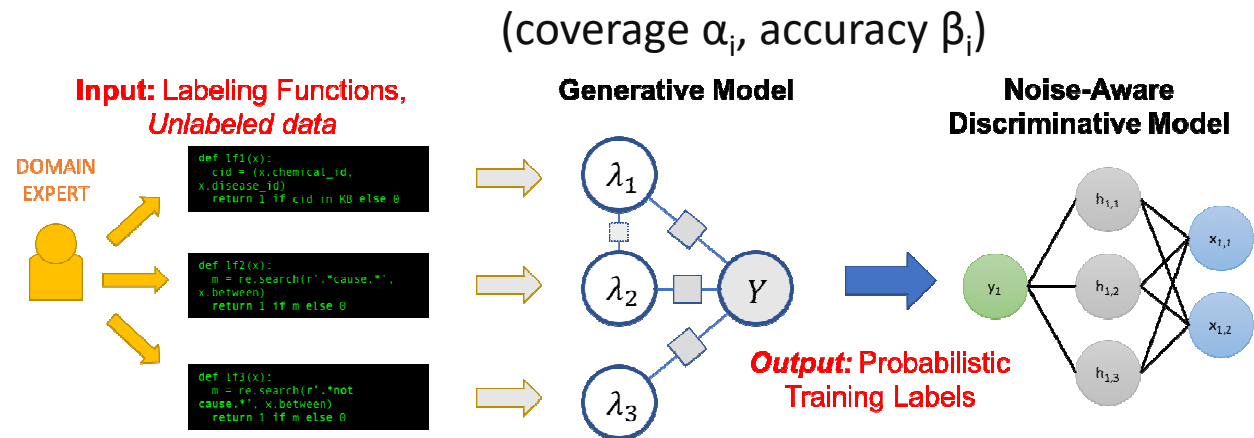 (coverage αᵢ, accuracy βᵢ)
Input: Labeling Functions,
Unlabeled data
Generative Model
Noise-Aware
Discriminative Model
DOMAIN
EXPERT
def lf1(x):
cid = (x.chemical_id,
x.disease_id)
return 1 if cid in KB else 0
def lf2(x):
m = re.search(r'.*cause.*',
x.between)
return 1 if m else 0
def lf3(x):
m = re.search(r'.*not
cause.*', x.between)
return 1 if m else 0
λ₁
λ₂
λ₃
Y
Output: Probabilistic
Training Labels
y₁
h₁,₁
h₁,₂
h₁,₃
x₁,₁
x₁,₂